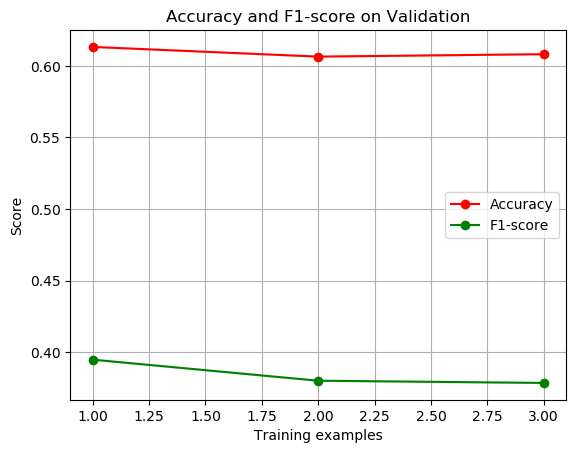 Accuracy and F1-score on Validation
0.60
0.55
0.50
0.45
0.40
Score
Accuracy
F1-score
1.00 1.25 1.50 1.75 2.00 2.25 2.50 2.75 3.00
Training examples